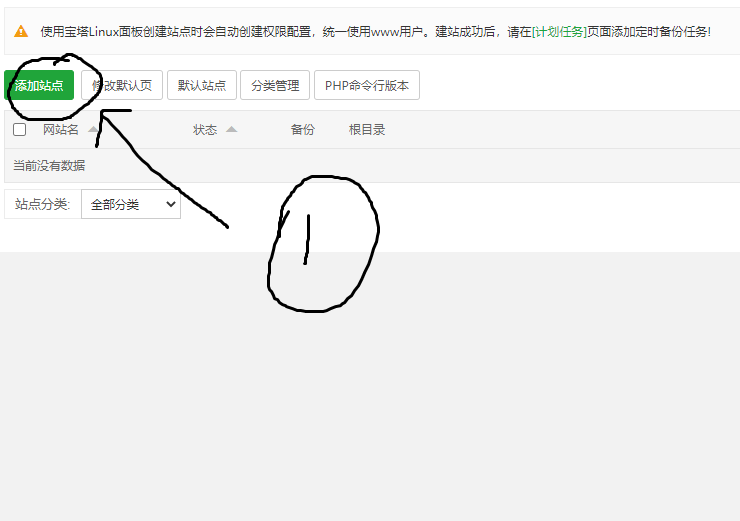 使用宝塔Linux面板创建站点时会自动创建权限配置，统一使用www用户。建站成功后，请在[计划任务]页面添加定时备份任务!
添加站点 修改默认页 默认站点 分类管理 PHP命令行版本
网站名 状态 备份 根目录
当前没有数据
站点分类: 全部分类
1